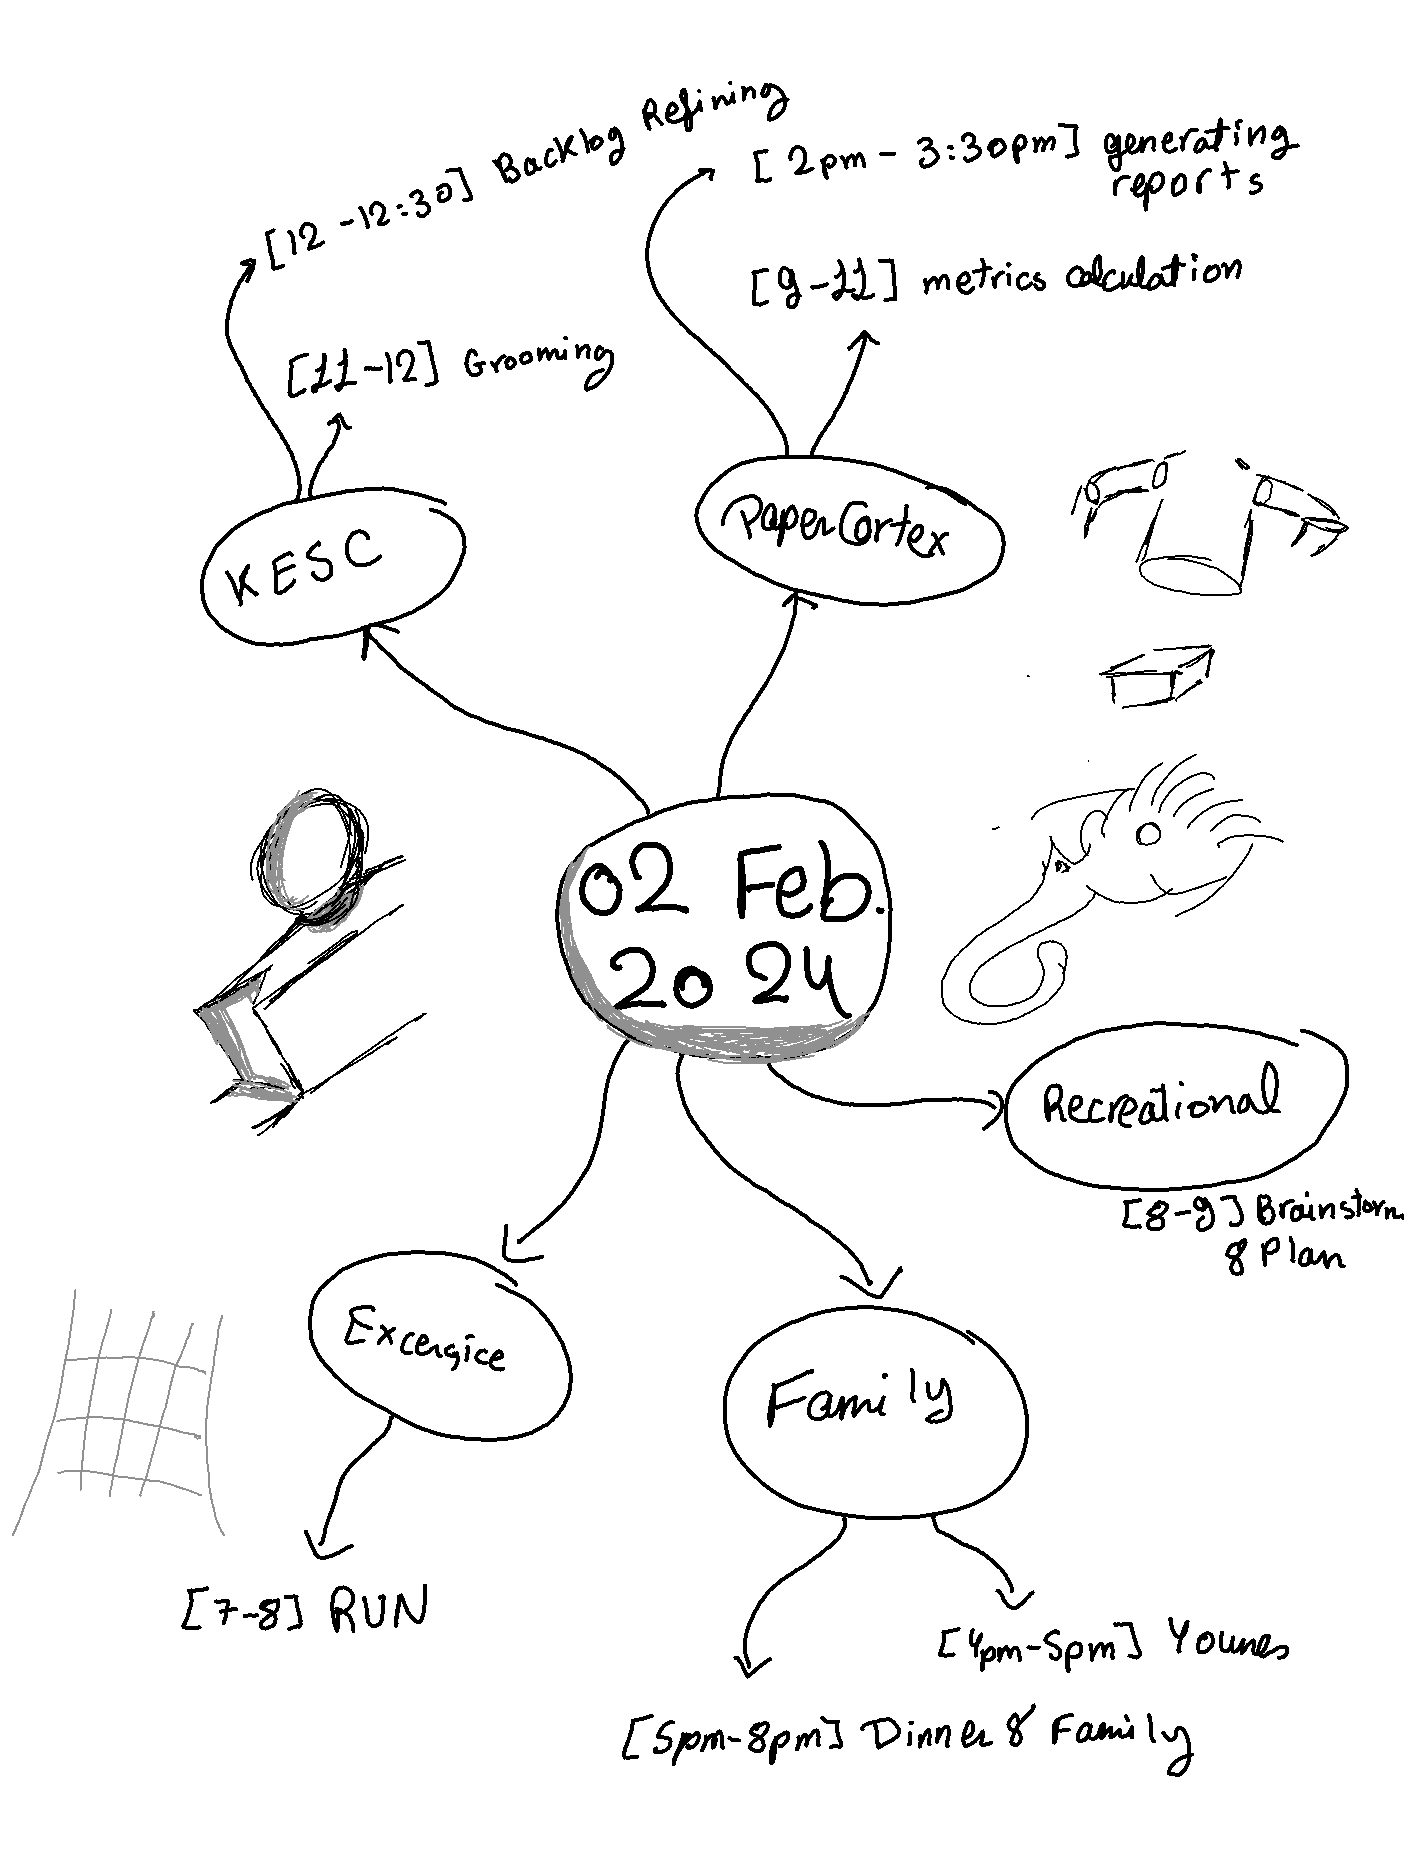 [12 - 12:30] Backlog Refining
[2pm - 3:30pm] generating
reports
[9-11] metrics calculation
[11-12] Grooming
KESC
PaperCortex
02 Feb.
2024
Recreational
[8-9] Brainstorm
& Plan
Excersice
Family
[7-8] RUN
[4pm-5pm] Younes
[5pm-8pm] Dinner & Family